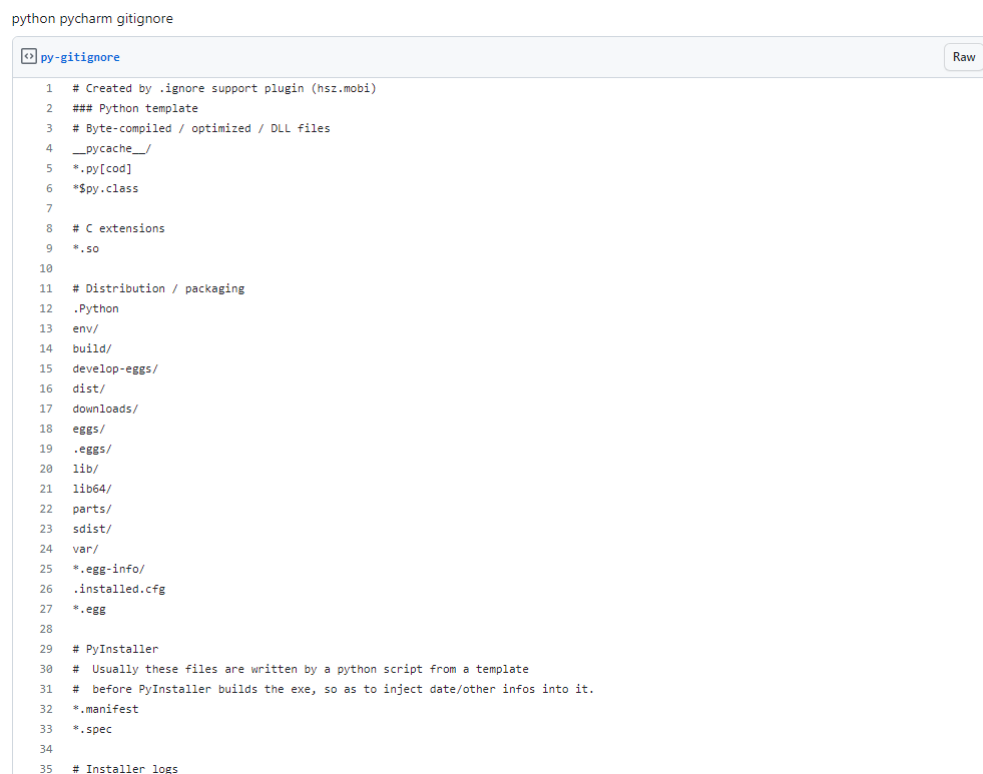 python pycharm gitignore
py-gitignore
Raw
1 # Created by .ignore support plugin (hsz.mobi)
2 ### Python template
3 # Byte-compiled / optimized / DLL files
4 __pycache__/
5 *.py[cod]
6 *$py.class
7
8 # C extensions
9 *.so
10
11 # Distribution / packaging
12 .Python
13 env/
14 build/
15 develop-eggs/
16 dist/
17 downloads/
18 eggs/
19 .eggs/
20 lib/
21 lib64/
22 parts/
23 sdist/
24 var/
25 *.egg-info/
26 .installed.cfg
27 *.egg
28
29 # PyInstaller
30 #  Usually these files are written by a python script from a template
31 #  before PyInstaller builds the exe, so as to inject date/other infos into it.
32 *.manifest
33 *.spec
34
35 # Installer logs